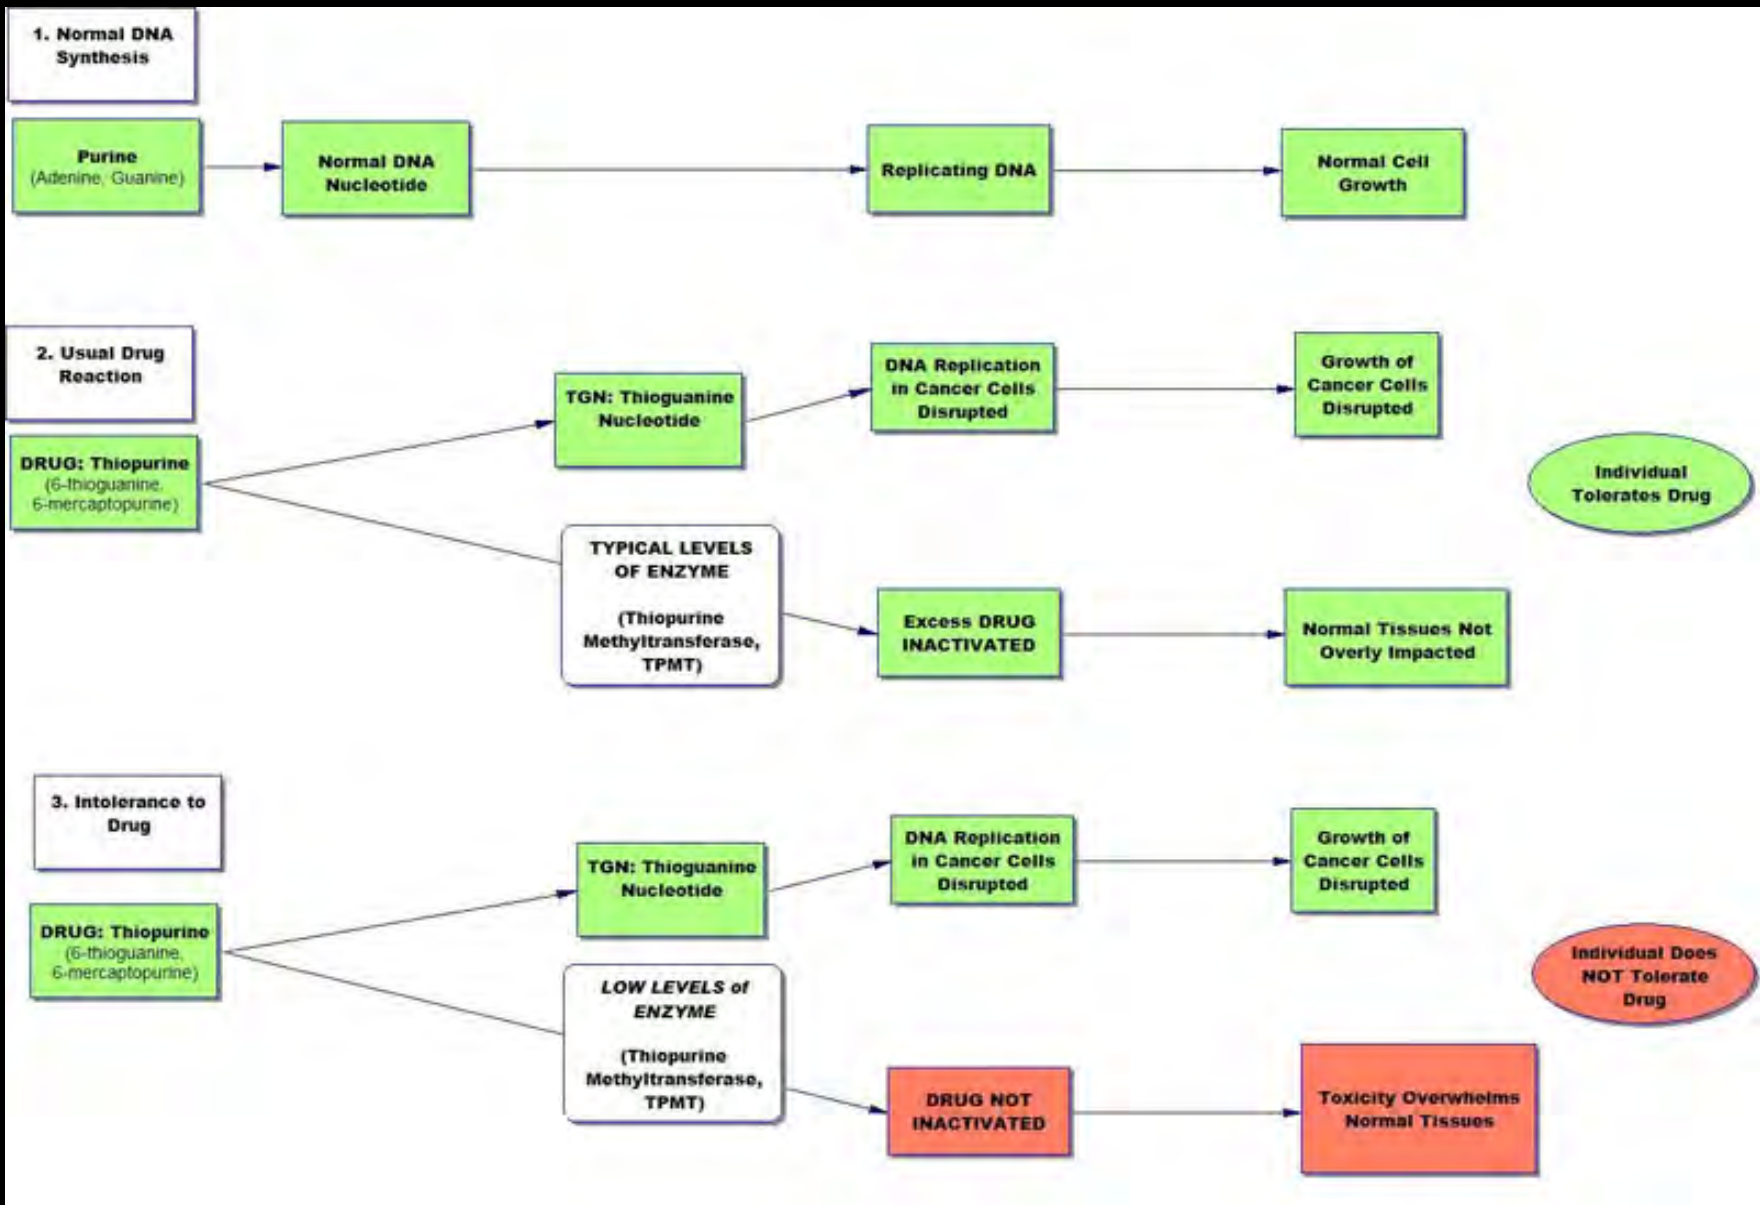 1. Normal DNA
Synthesis
Purine
(Adenine, Guanine)
Normal DNA
Nucleotide
Replicating DNA
Normal Cell
Growth
2. Usual Drug
Reaction
DRUG: Thiopurine
(6-thioguanine,
6-mercaptopurine)
TGN: Thioguanine
Nucleotide
DNA Replication
in Cancer Cells
Disrupted
Growth of
Cancer Cells
Disrupted
TYPICAL LEVELS
OF ENZYME
(Thiopurine
Methyltransferase,
TPMT)
Excess DRUG
INACTIVATED
Normal Tissues Not
Overly Impacted
Individual
Tolerates Drug
3. Intolerance to
Drug
DRUG: Thiopurine
(6-thioguanine,
6-mercaptopurine)
TGN: Thioguanine
Nucleotide
DNA Replication
in Cancer Cells
Disrupted
Growth of
Cancer Cells
Disrupted
LOW LEVELS of
ENZYME
(Thiopurine
Methyltransferase,
TPMT)
DRUG NOT
INACTIVATED
Toxicity Overwhelms
Normal Tissues
Individual Does
NOT Tolerate
Drug